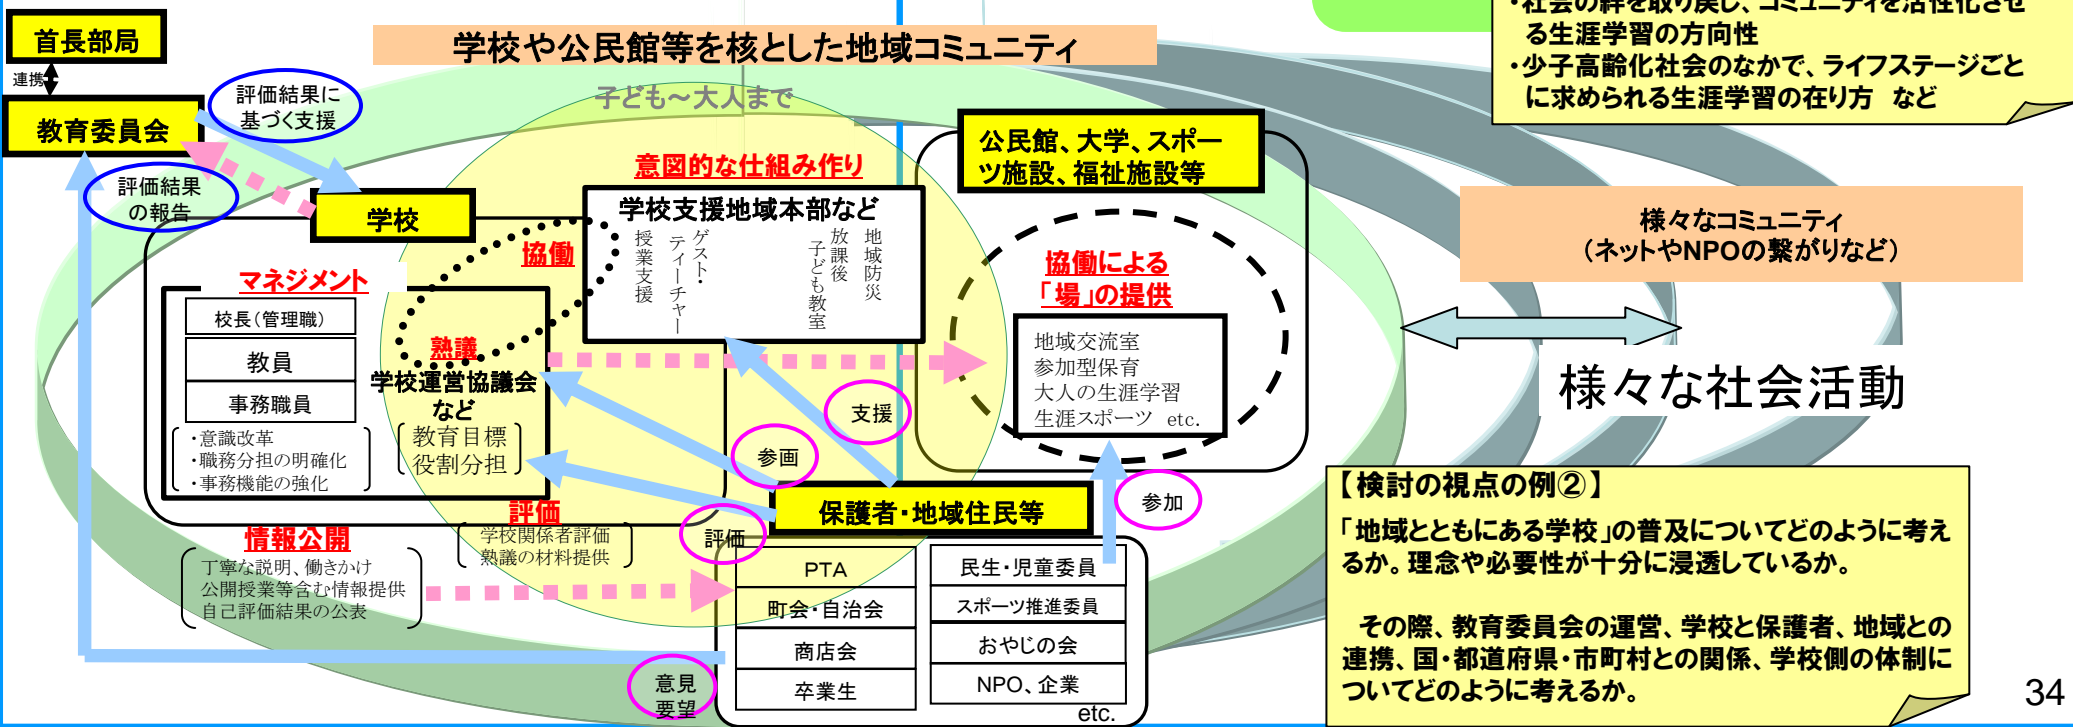 ・社会の絆を取り戻し、コミュニティを活性化させ
る生涯学習の方向性
・少子高齢化社会のなかで、ライフステージごと
に求められる生涯学習の在り方　など
首長部局
連携
教育委員会
評価結果に
基づく支援
評価結果
の報告
学校や公民館等を核とした地域コミュニティ
子ども～大人まで
意図的な仕組み作り
学校支援地域本部など
授業支援
ゲスト・
ティーチャー
放課後
子ども教室
地域防災
公民館、大学、スポー
ツ施設、福祉施設等
協働による
「場」の提供
地域交流室
参加型保育
大人の生涯学習
生涯スポーツ　etc.
様々なコミュニティ
（ネットやNPOの繋がりなど）
様々な社会活動
学校
協働
マネジメント
校長（管理職）
教員
事務職員
・意識改革
・職務分担の明確化
・事務機能の強化
熟議
学校運営協議会
など
教育目標
役割分担
支援
参画
評価
参加
評価
学校関係者評価
熟議の材料提供
情報公開
丁寧な説明、働きかけ
公開授業等含む情報提供
自己評価結果の公表
保護者・地域住民等
PTA
町会・自治会
商店会
卒業生
民生・児童委員
スポーツ推進委員
おやじの会
NPO、企業
etc.
意見
要望
【検討の視点の例②】
「地域とともにある学校」の普及についてどのように考え
るか。理念や必要性が十分に浸透しているか。
その際、教育委員会の運営、学校と保護者、地域との
連携、国・都道府県・市町村との関係、学校側の体制に
ついてどのように考えるか。
34